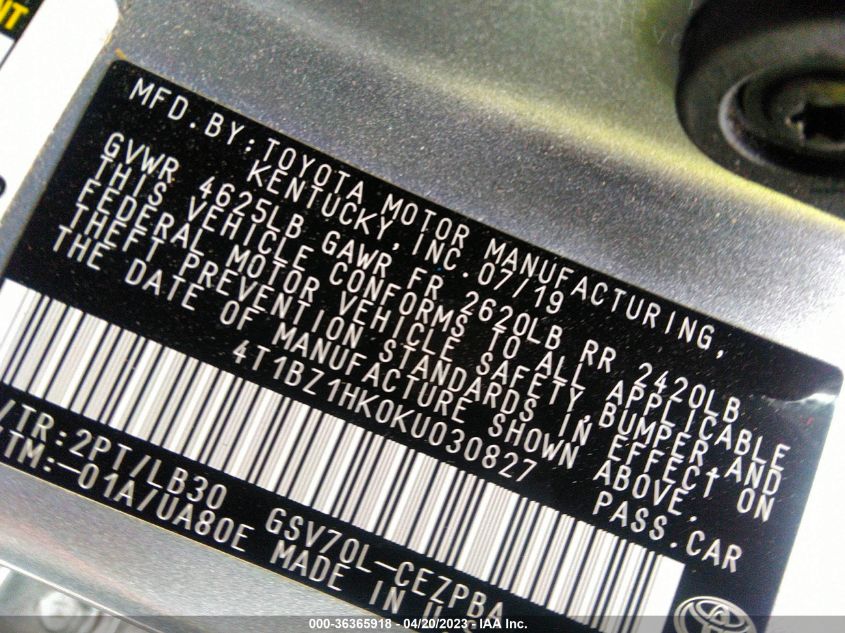 NT
MFD.BY:TOYOTA MOTOR MANUFACTURING,
KENTUCKY,INC.07/19
GVWR 4625LB GAWR FR 2620LB RR 2420LB
THIS VEHICLE CONFORMS TO ALL APPLICABLE
FEDERAL MOTOR VEHICLE SAFETY,BUMPER AND
THEFT PREVENTION STANDARDS IN EFFECT ON
THE DATE OF MANUFACTURE SHOWN ABOVE.
4T1BZ1HK0KU030827 PASS.CAR
/TR:2PT/LB30 GSV70L-CEZPBA
TM:-01A/UA80E MADE IN U.S.
TOYOTA
000-36365918 - 04/20/2023 - IAA Inc.